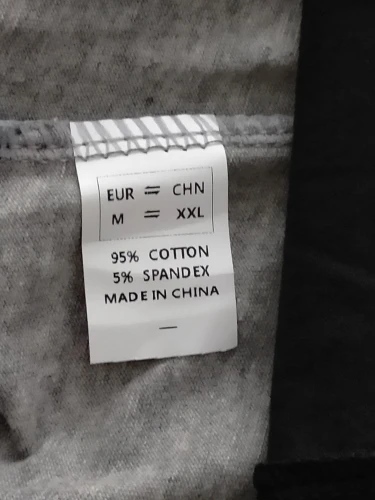 EUR = CHN
M = XXL
95% COTTON
5% SPANDEX
MADE IN CHINA
—